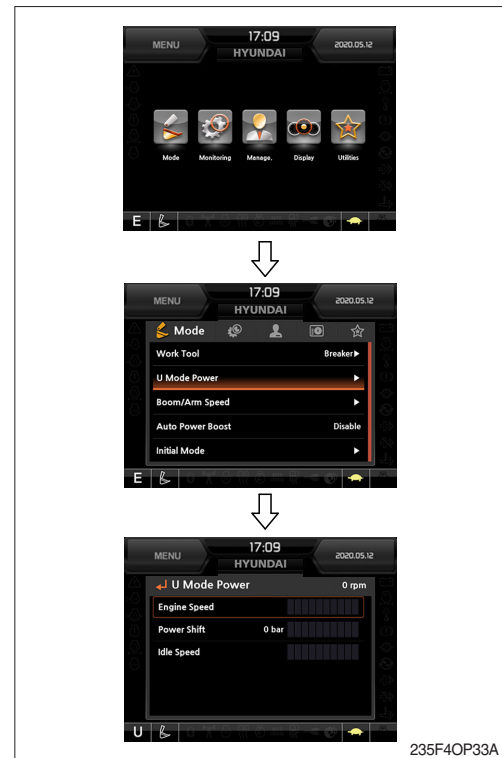 MENU 17:09 2020.05.12
HYUNDAI
Mode Monitoring Manage. Display Utilities
E
MENU 17:09 2020.05.12
HYUNDAI
Mode
Work Tool Breaker▶
U Mode Power ▶
Boom/Arm Speed ▶
Auto Power Boost Disable
Initial Mode ▶
E
MENU 17:09 2020.05.12
HYUNDAI
U Mode Power 0 rpm
Engine Speed
Power Shift 0 bar
Idle Speed
U
235F4OP33A